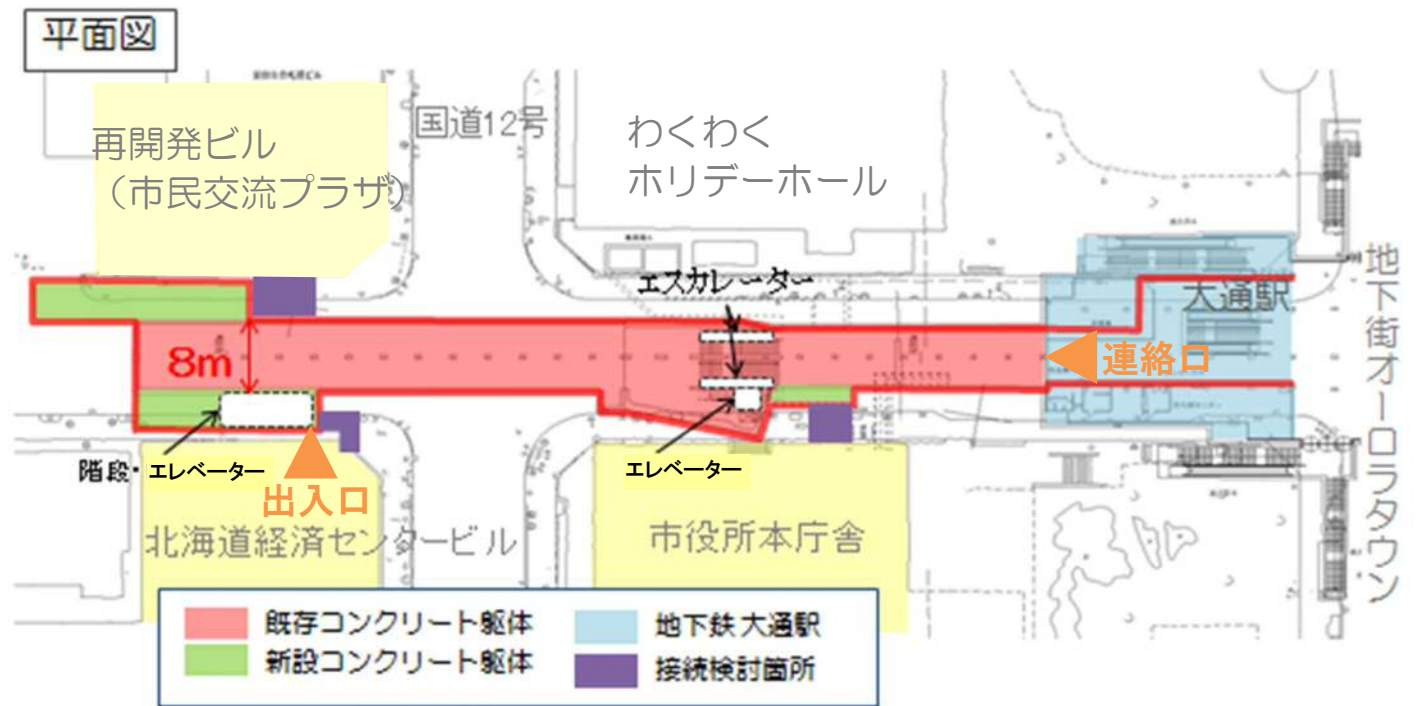 平面図
国道12号
再開発ビル
（市民交流プラザ）
わくわく
ホリデーホール
エスカレーター
大通駅
地下街オーロラタウン
8m
連絡口
階段・エレベーター
エレベーター
出入口
北海道経済センタービル
市役所本庁舎
既存コンクリート躯体
地下鉄 大通駅
新設コンクリート躯体
接続検討箇所